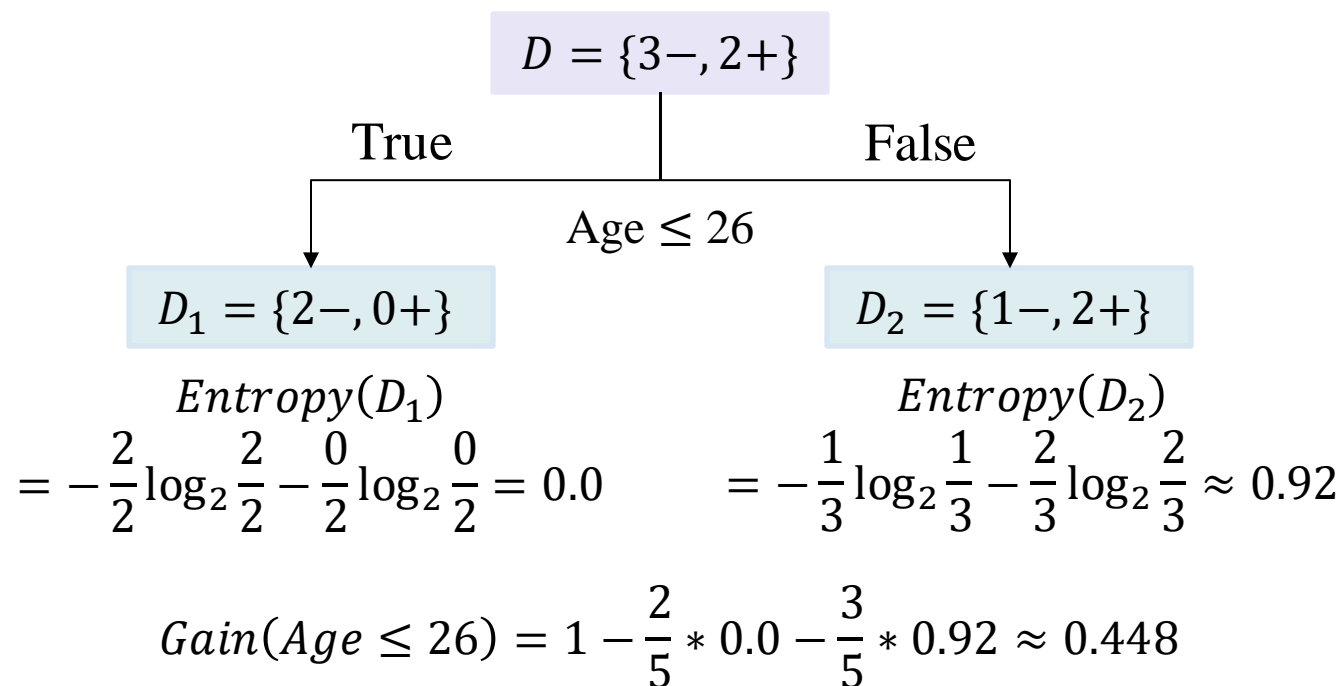 D = {3−, 2+}
True False
Age ≤ 26
D₁ = {2−, 0+} D₂ = {1−, 2+}
Entropy(D₁) Entropy(D₂)
= − 2/2 log₂ 2/2 − 0/2 log₂ 0/2 = 0.0 = − 1/3 log₂ 1/3 − 2/3 log₂ 2/3 ≈ 0.92
Gain(Age ≤ 26) = 1 − 2/5 * 0.0 − 3/5 * 0.92 ≈ 0.448